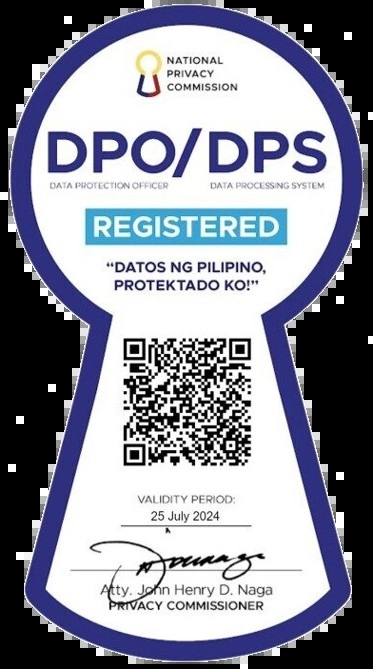 NATIONAL
PRIVACY
COMMISSION
DPO/DPS
DATA PROTECTION OFFICER DATA PROCESSING SYSTEM
REGISTERED
“DATOS NG PILIPINO,
PROTEKTADO KO!”
VALIDITY PERIOD:
25 July 2024
Atty. John Henry D. Naga
PRIVACY COMMISSIONER